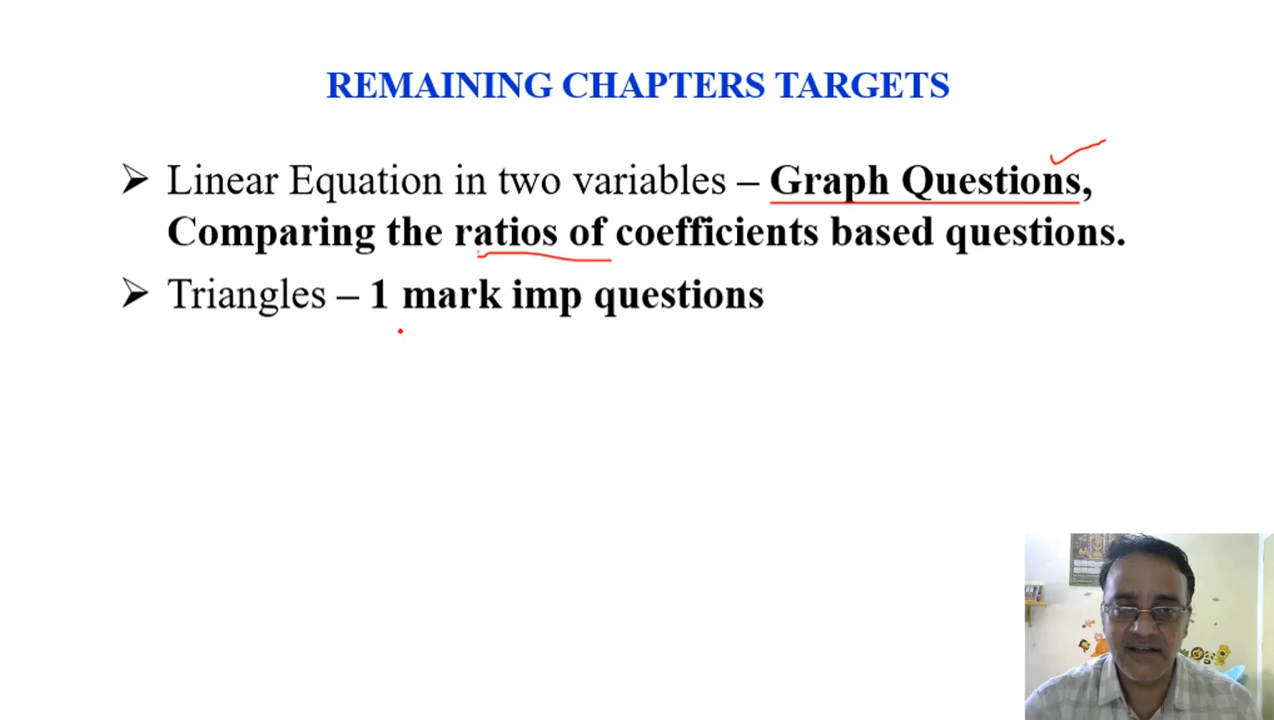 REMAINING CHAPTERS TARGETS
➢ Linear Equation in two variables – Graph Questions,
Comparing the ratios of coefficients based questions.
➢ Triangles – 1 mark imp questions